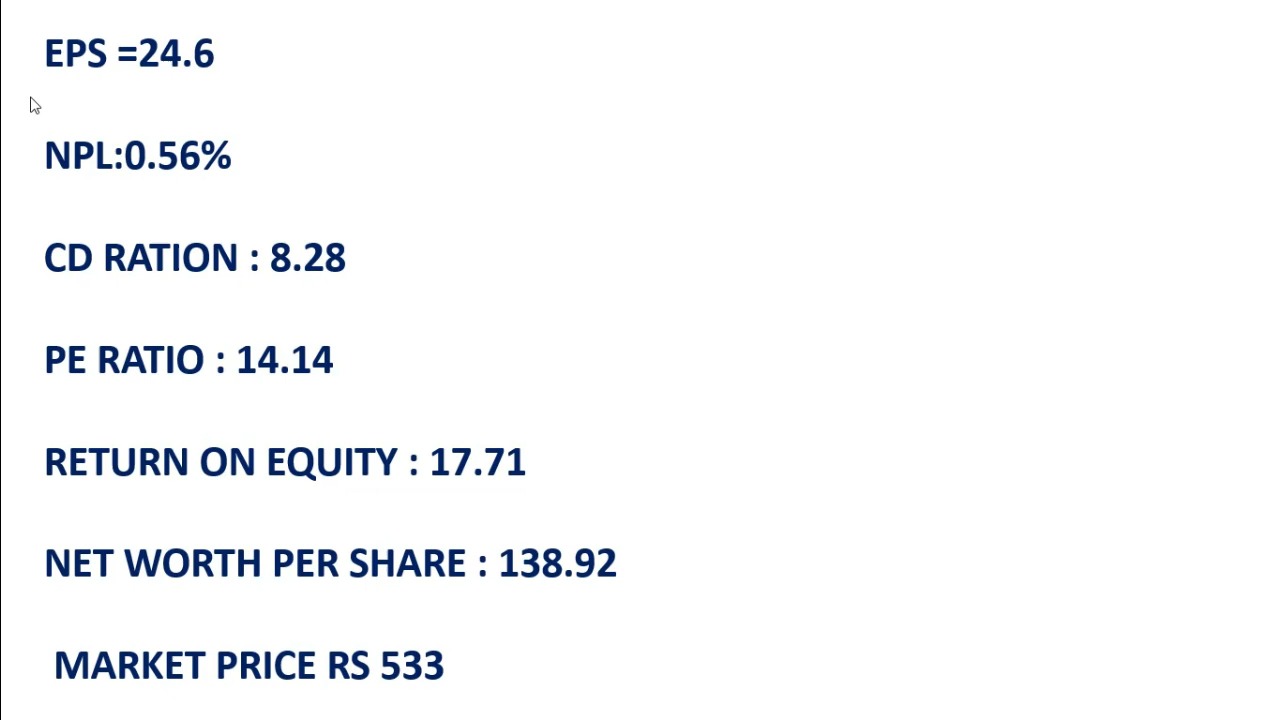 EPS =24.6
NPL:0.56%
CD RATION : 8.28
PE RATIO : 14.14
RETURN ON EQUITY : 17.71
NET WORTH PER SHARE : 138.92
MARKET PRICE RS 533